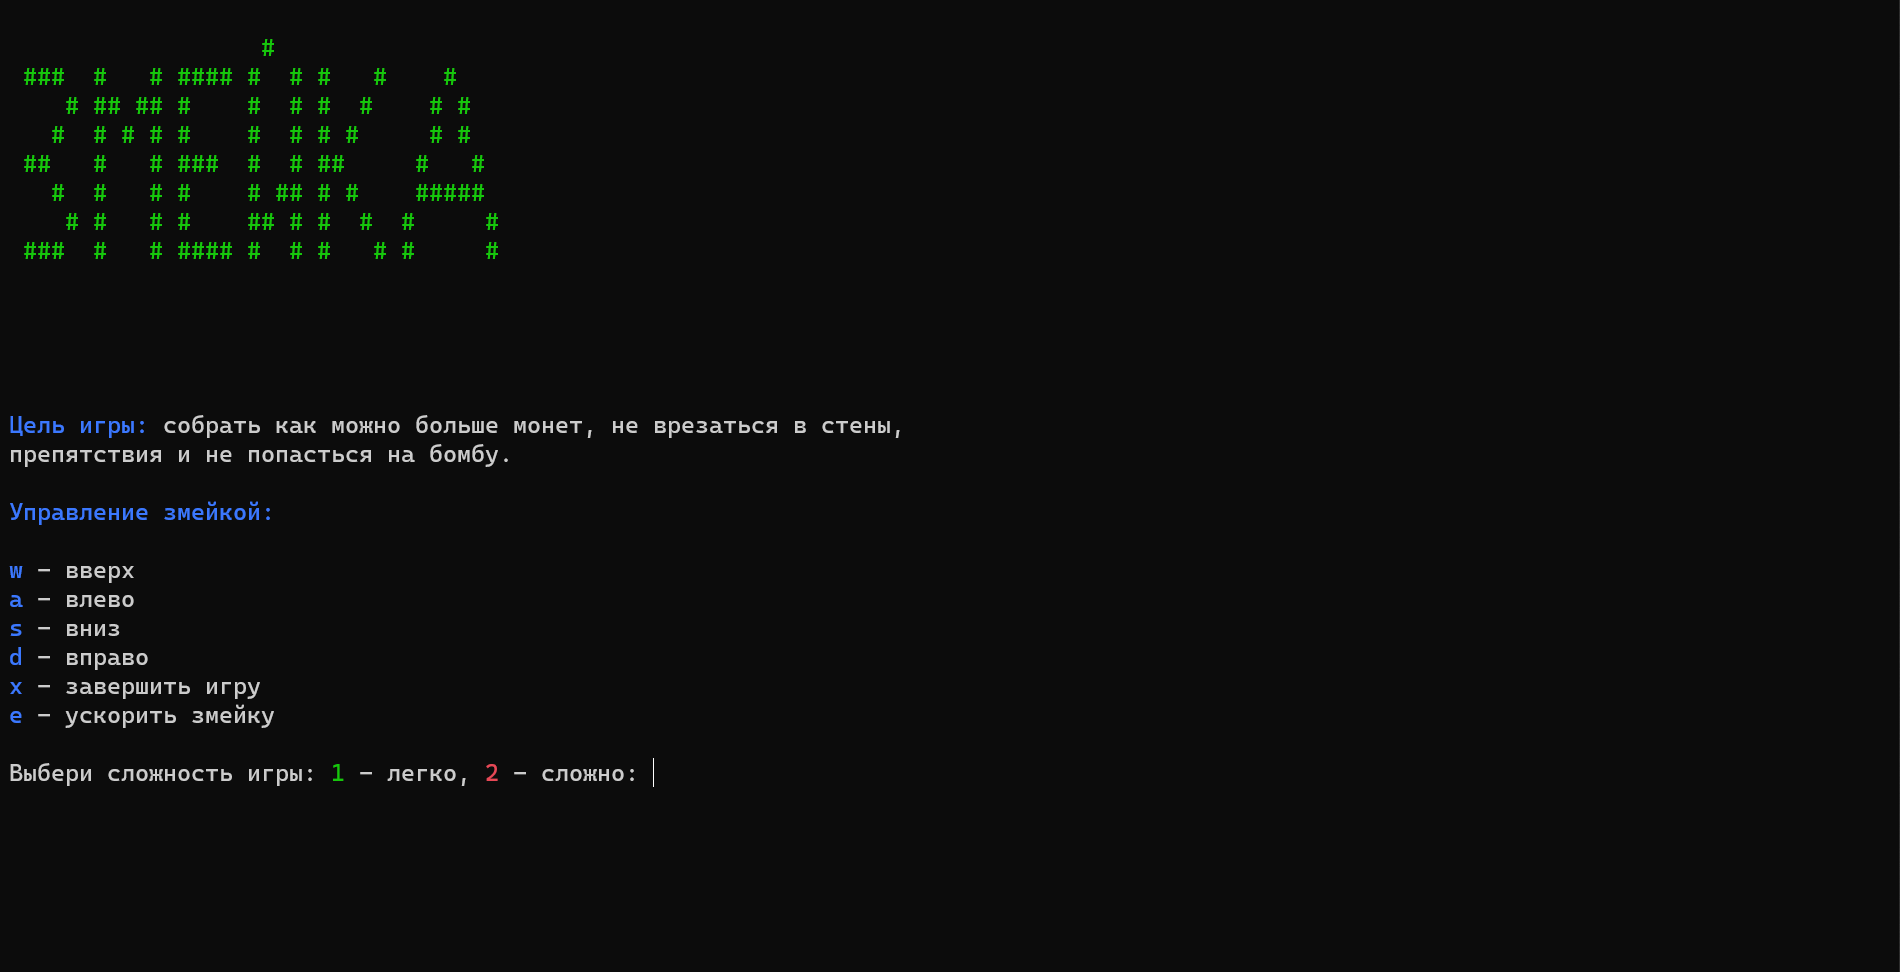 ЗМЕЙКА
Цель игры: собрать как можно больше монет, не врезаться в стены,
препятствия и не попасться на бомбу.
Управление змейкой:
w - вверх
a - влево
s - вниз
d - вправо
x - завершить игру
e - ускорить змейку
Выбери сложность игры: 1 - легко, 2 - сложно: